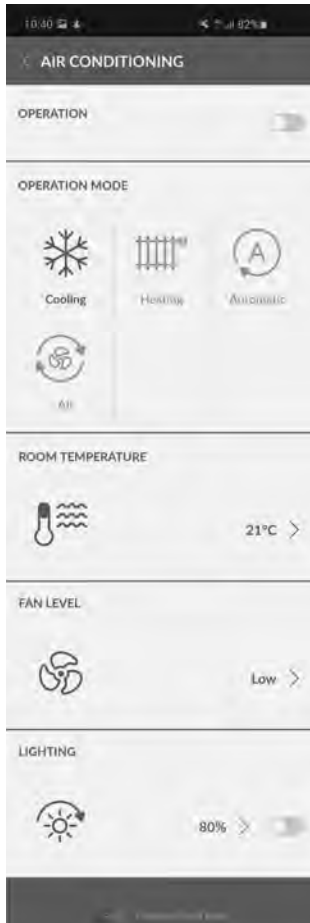 10:40 82%
< AIR CONDITIONING
OPERATION
OPERATION MODE
Cooling Heating Automatic
Air
ROOM TEMPERATURE
21°C >
FAN LEVEL
Low >
LIGHTING
80% >